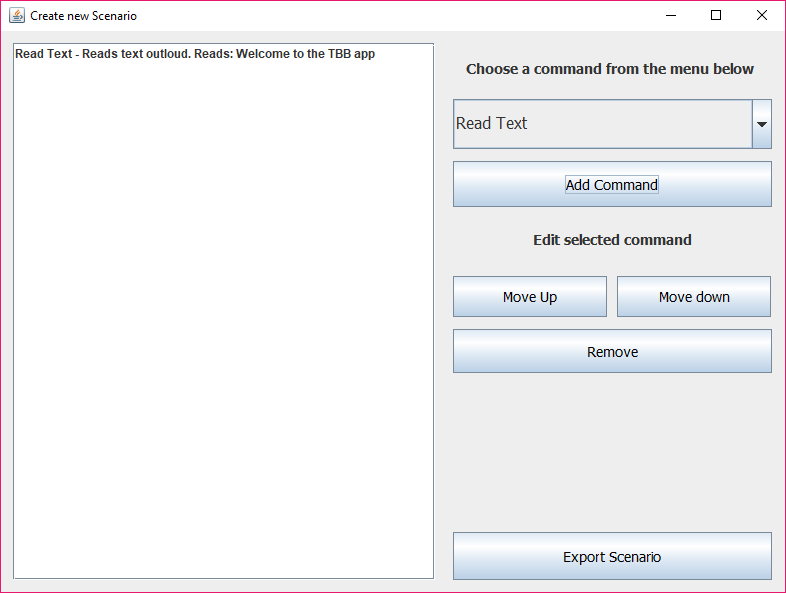 Create new Scenario
Read Text - Reads text outloud. Reads: Welcome to the TBB app
Choose a command from the menu below
Read Text
Add Command
Edit selected command
Move Up
Move down
Remove
Export Scenario